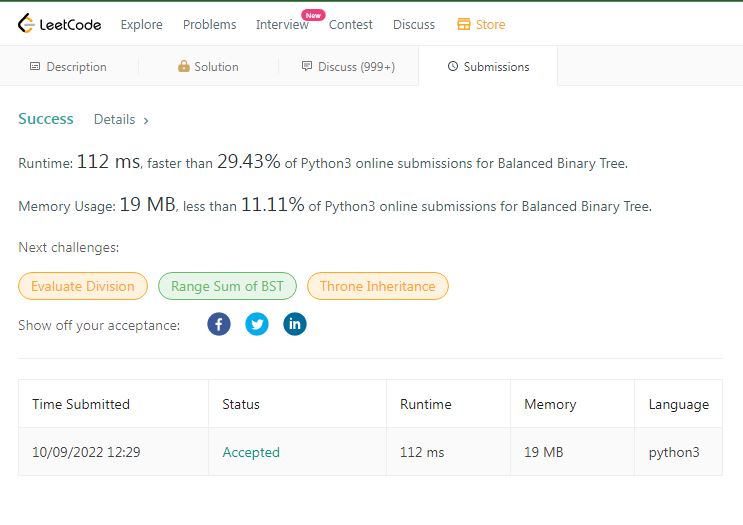 LeetCode Explore Problems Interview New Contest Discuss Store
Description Solution Discuss (999+) Submissions
Success Details ›
Runtime: 112 ms, faster than 29.43% of Python3 online submissions for Balanced Binary Tree.
Memory Usage: 19 MB, less than 11.11% of Python3 online submissions for Balanced Binary Tree.
Next challenges:
Evaluate Division Range Sum of BST Throne Inheritance
Show off your acceptance:
Time Submitted Status Runtime Memory Language
10/09/2022 12:29 Accepted 112 ms 19 MB python3